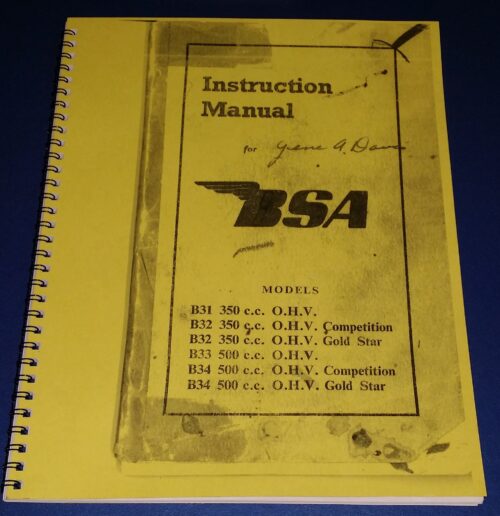 Instruction
Manual
for Gene A. Davis
BSA
MODELS
B31 350 c.c. O.H.V.
B32 350 c.c. O.H.V. Competition
B32 350 c.c. O.H.V. Gold Star
B33 500 c.c. O.H.V.
B34 500 c.c. O.H.V. Competition
B34 500 c.c. O.H.V. Gold Star